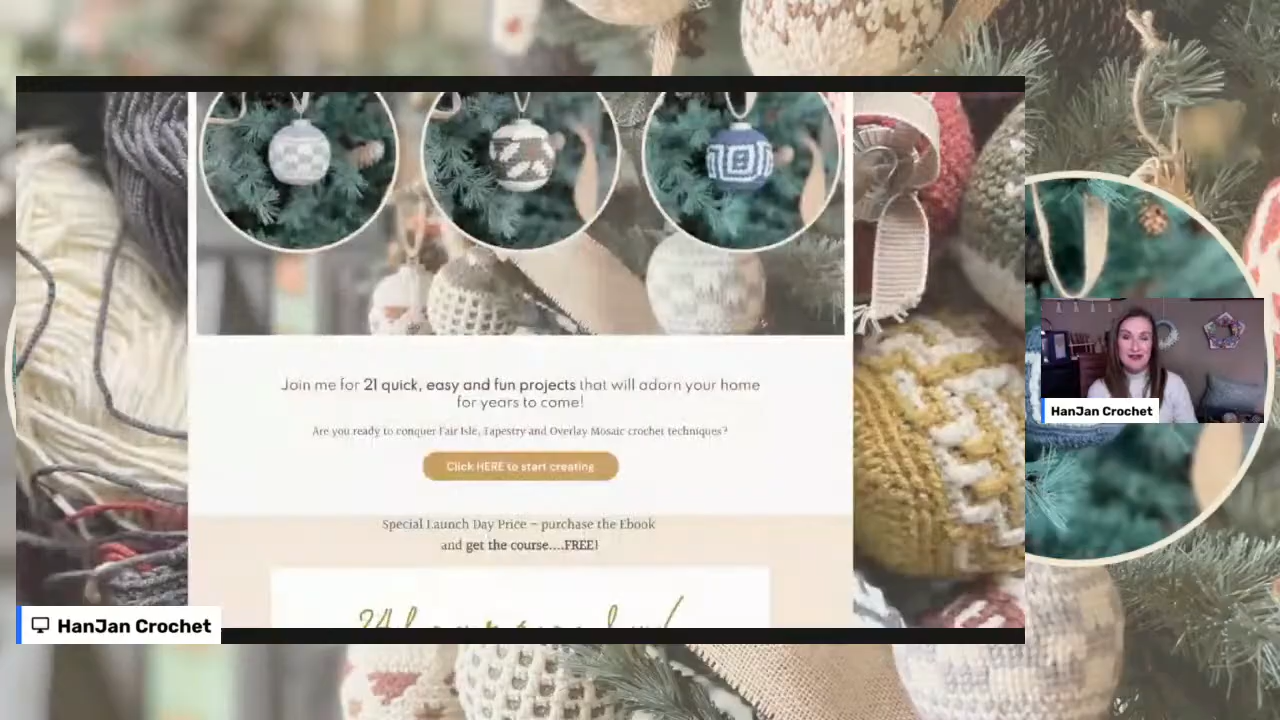 Join me for 21 quick, easy and fun projects that will adorn your home
for years to come!
Are you ready to conquer Fair Isle, Tapestry and Overlay Mosaic crochet techniques?
Click HERE to start creating
Special Launch Day Price – purchase the Ebook
and get the course....FREE!
HanJan Crochet
HanJan Crochet